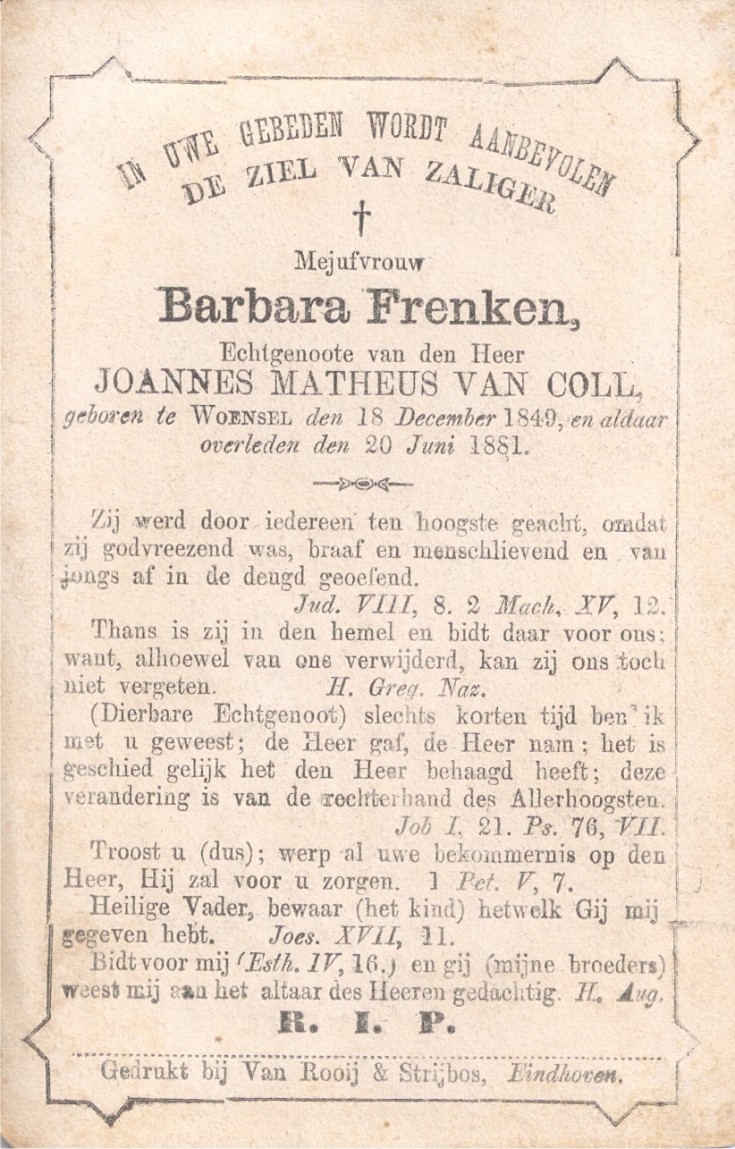 IN UWE GEBEDEN WORDT AANBEVOLEN
DE ZIEL VAN ZALIGER
†
Mejufvrouw
Barbara Frenken,
Echtgenoote van den Heer
JOANNES MATHEUS VAN COLL,
geboren te WOENSEL den 18 December 1849, en aldaar
overleden den 20 Juni 1881.
Zij werd door iedereen ten hoogste geacht, omdat
zij godvreezend was, braaf en menschlievend en van
jongs af in de deugd geoefend.
Jud. VIII, 8. 2 Mach. XV, 12.
Thans is zij in den hemel en bidt daar voor ons;
want, alhoewel van ons verwijderd, kan zij ons toch
niet vergeten. H. Greg. Naz.
(Dierbare Echtgenoot) slechts korten tijd ben ik
met u geweest; de Heer gaf, de Heer nam; het is
geschied gelijk het den Heer behaagd heeft; deze
verandering is van de rechterhand des Allerhoogsten.
Job I, 21. Ps. 76, VII.
Troost u (dus); werp al uwe bekommernis op den
Heer, Hij zal voor u zorgen. 1 Pet. V, 7.
Heilige Vader, bewaar (het kind) hetwelk Gij mij
gegeven hebt. Joes. XVII, 11.
Bidt voor mij (Esth. IV, 16.) en gij (mijne broeders)
weest mij aan het altaar des Heeren gedachtig. H. Aug.
R. I. P.
Gedrukt bij Van Rooij & Strijbos, Eindhoven.